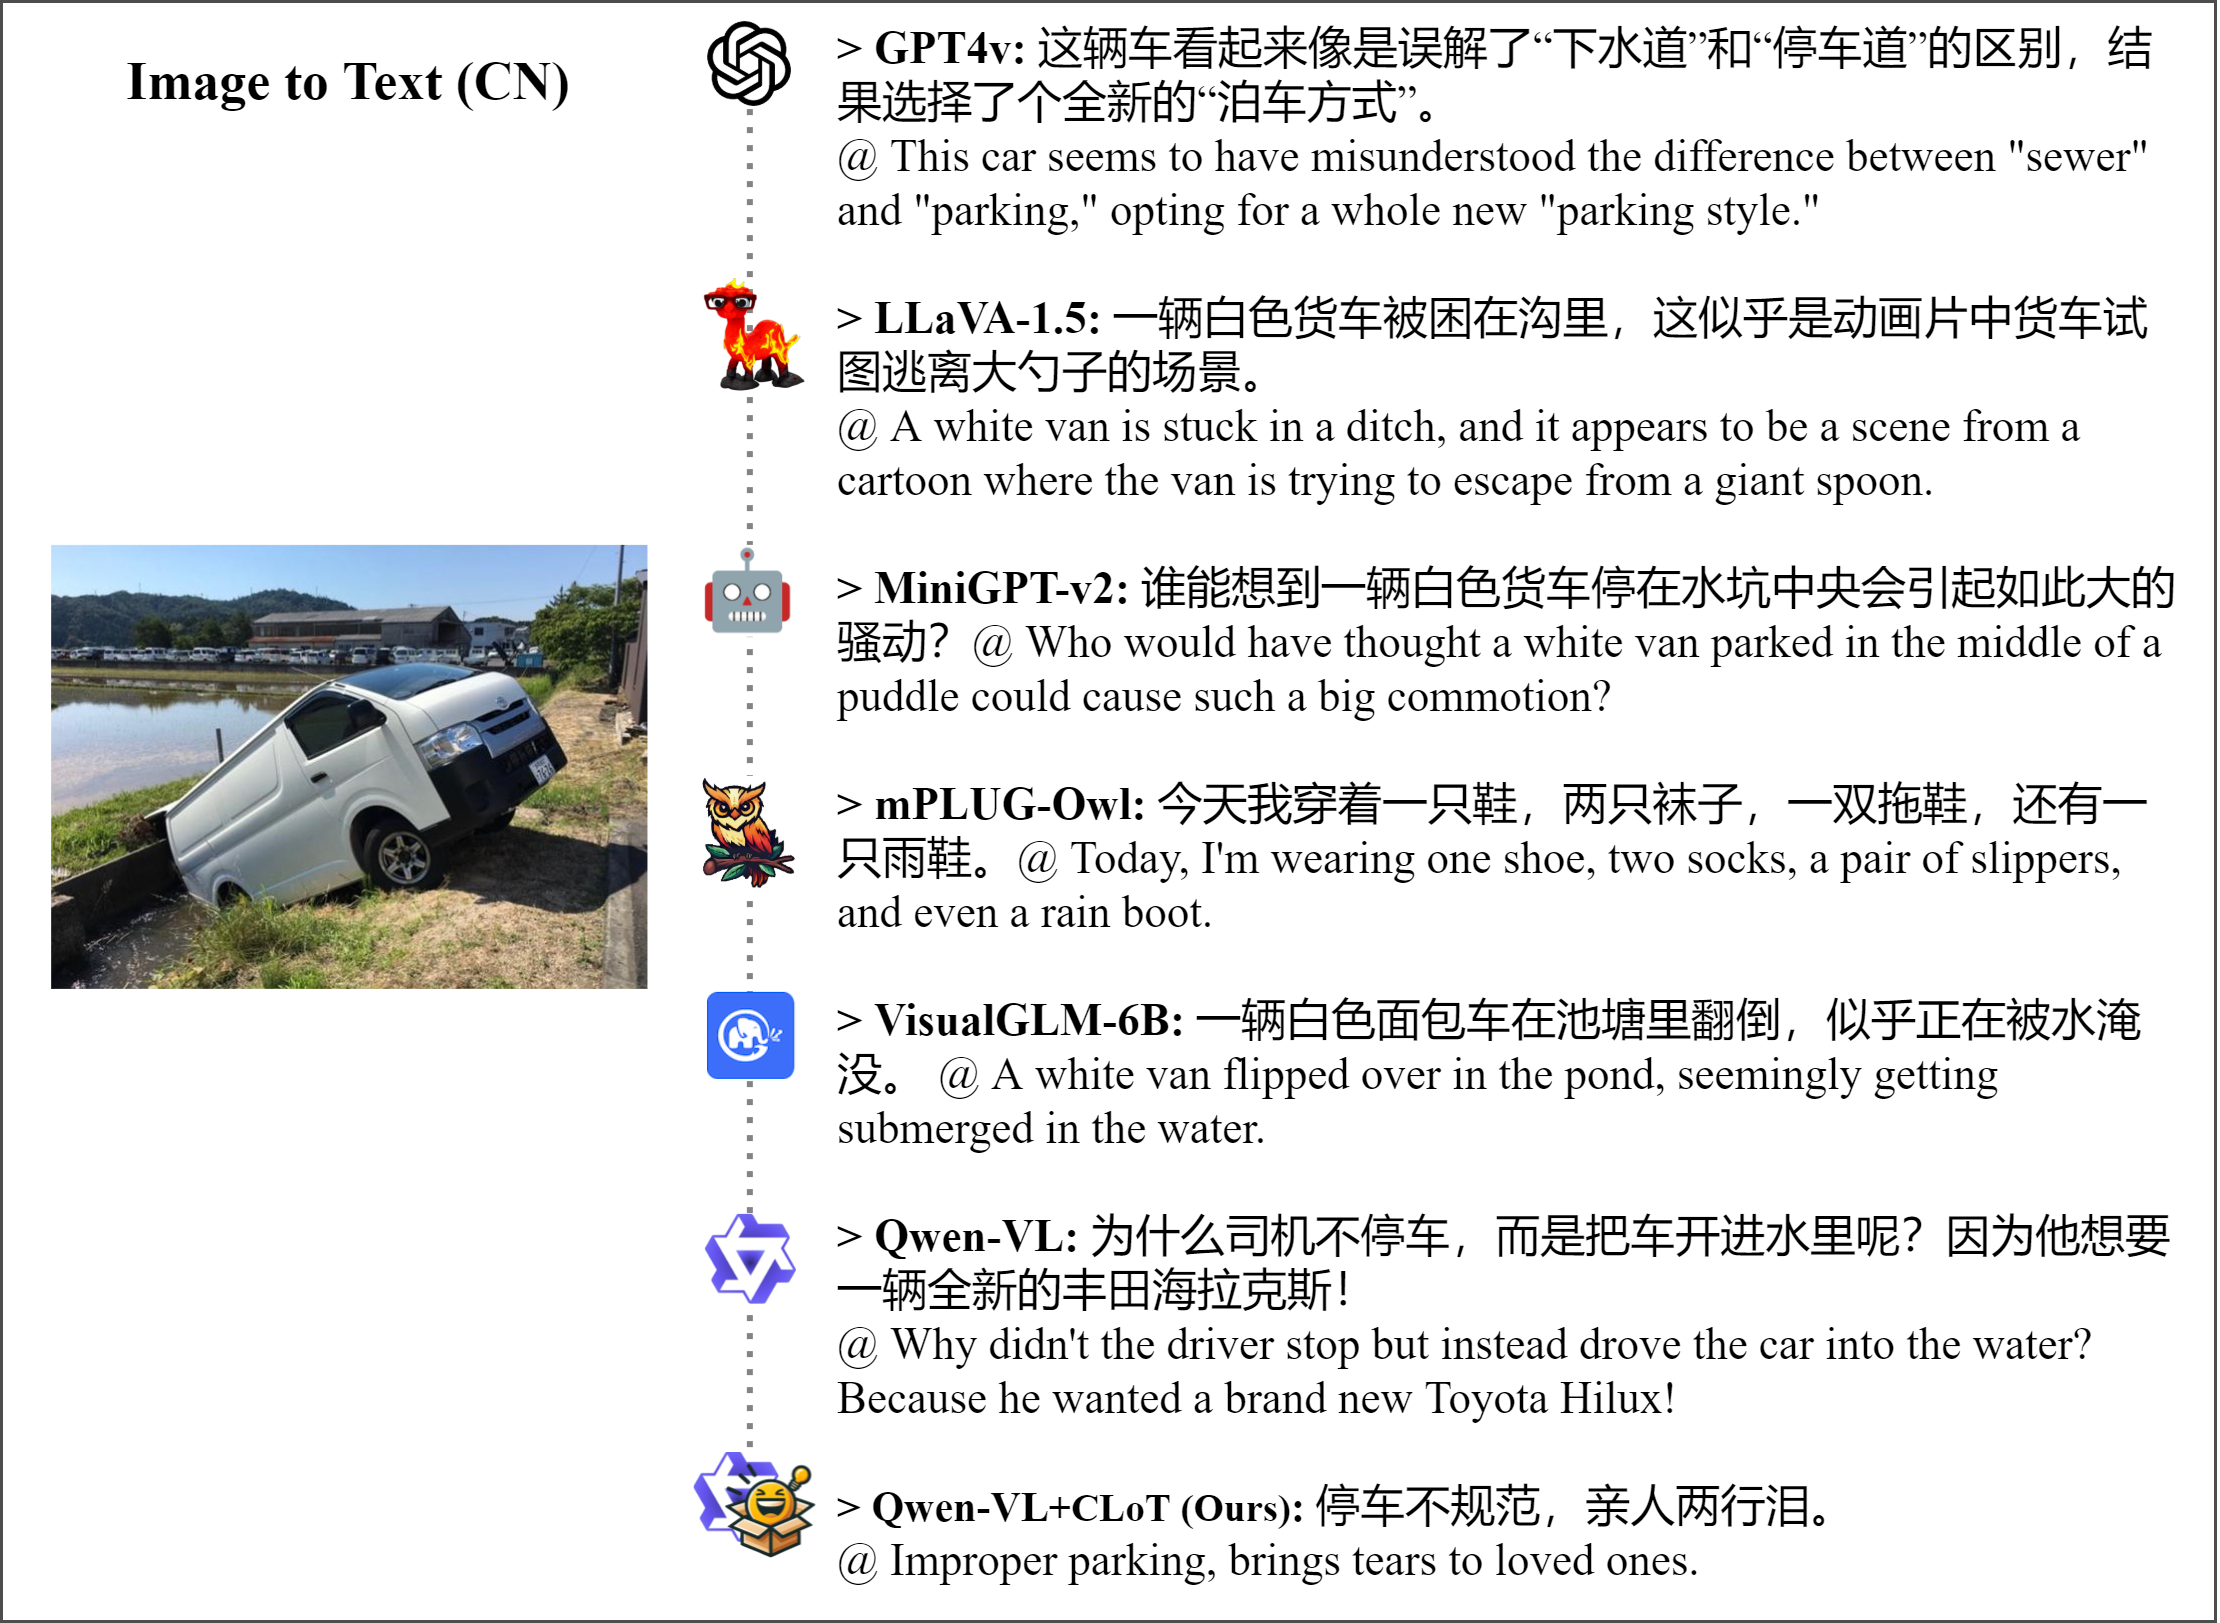 Image to Text (CN)
> GPT4v: 这辆车看起来像是误解了“下水道”和“停车道”的区别，结
果选择了个全新的“泊车方式”。
@ This car seems to have misunderstood the difference between "sewer"
and "parking," opting for a whole new "parking style."
> LLaVA-1.5: 一辆白色货车被困在沟里，这似乎是动画片中货车试
图逃离大勺子的场景。
@ A white van is stuck in a ditch, and it appears to be a scene from a
cartoon where the van is trying to escape from a giant spoon.
> MiniGPT-v2: 谁能想到一辆白色货车停在水坑中央会引起如此大的
骚动？@ Who would have thought a white van parked in the middle of a
puddle could cause such a big commotion?
> mPLUG-Owl: 今天我穿着一只鞋，两只袜子，一双拖鞋，还有一
只雨鞋。@ Today, I'm wearing one shoe, two socks, a pair of slippers,
and even a rain boot.
> VisualGLM-6B: 一辆白色面包车在池塘里翻倒，似乎正在被水淹
没。 @ A white van flipped over in the pond, seemingly getting
submerged in the water.
> Qwen-VL: 为什么司机不停车，而是把车开进水里呢？因为他想要
一辆全新的丰田海拉克斯！
@ Why didn't the driver stop but instead drove the car into the water?
Because he wanted a brand new Toyota Hilux!
> Qwen-VL+CLoT (Ours): 停车不规范，亲人两行泪。
@ Improper parking, brings tears to loved ones.